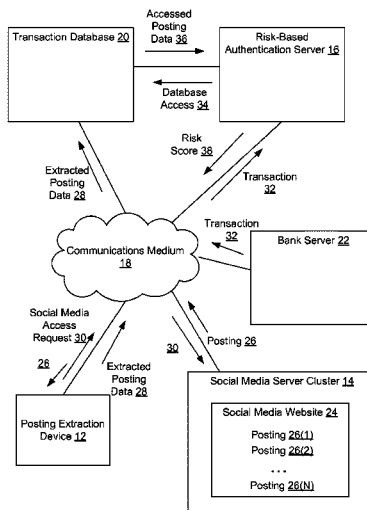 Accessed
Posting
Data 36
Transaction Database 20
Risk-Based
Authentication Server 16
Database
Access 34
Risk
Score 38
Transaction
32
Extracted
Posting
Data 28
Transaction
32
Bank Server 22
Communications Medium
18
Social Media
Access
Request 30
26
Extracted
Posting
Data 28
30
Posting 26
Posting Extraction
Device 12
Social Media Server Cluster 14
Social Media Website 24
Posting 26(1)
Posting 26(2)
...
Posting 26(N)